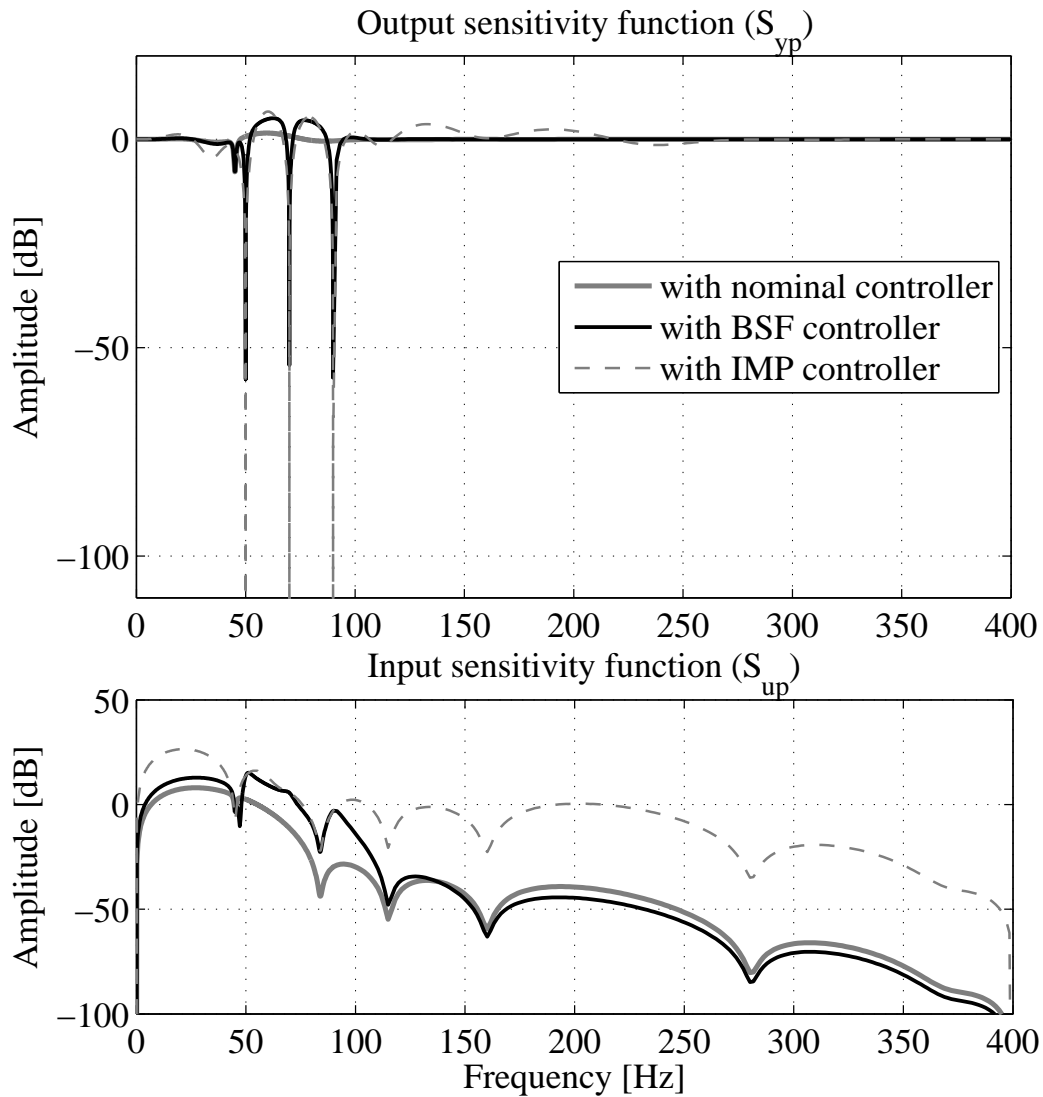 Output sensitivity function (S_yp)
0
−50
−100
Amplitude [dB]
with nominal controller
with BSF controller
with IMP controller
0 50 100 150 200 250 300 350 400
Input sensitivity function (S_up)
50
0
−50
−100
Amplitude [dB]
0 50 100 150 200 250 300 350 400
Frequency [Hz]